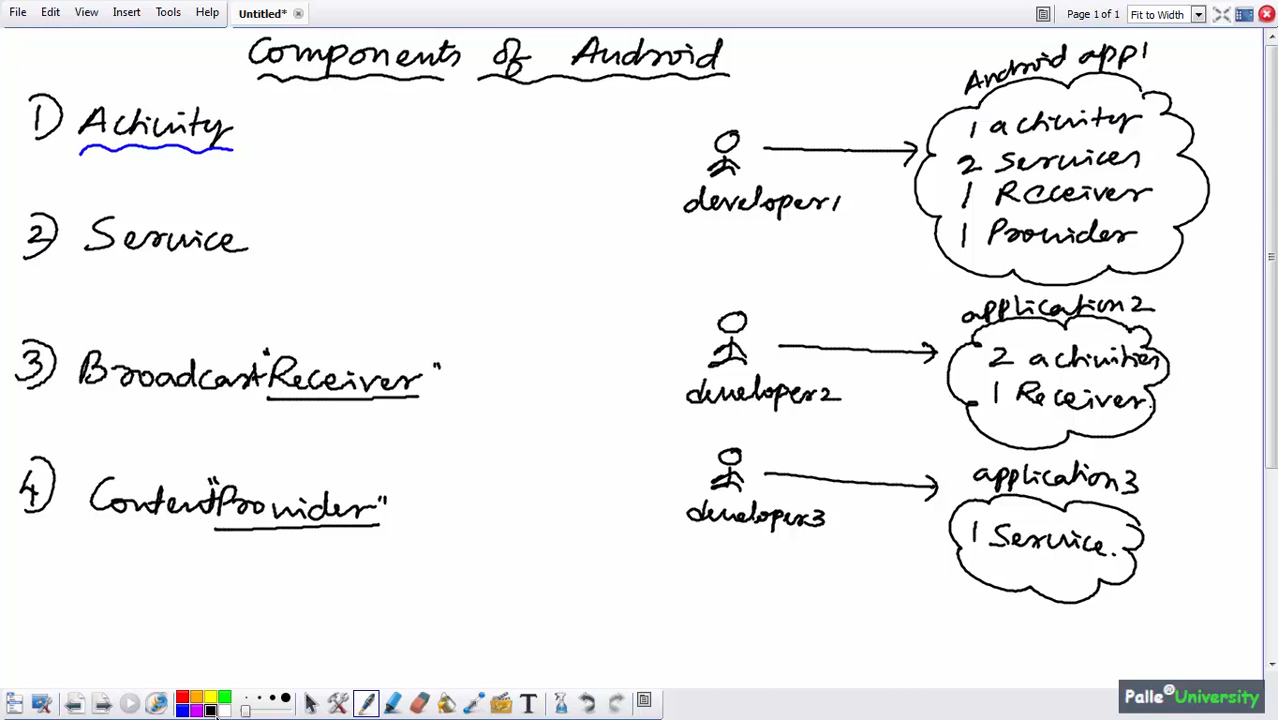 File Edit View Insert Tools Help
Untitled*
Page 1 of 1 Fit to Width
Components of Android
1) Activity
2) Service
3) Broadcast "Receiver"
4) Content "Provider"
developer1
Android app1
1 activity
2 Services
1 Receiver
1 Provider
developer2
application2
2 activities
1 Receiver.
developer3
application3
1 Service.
T
Palle®University